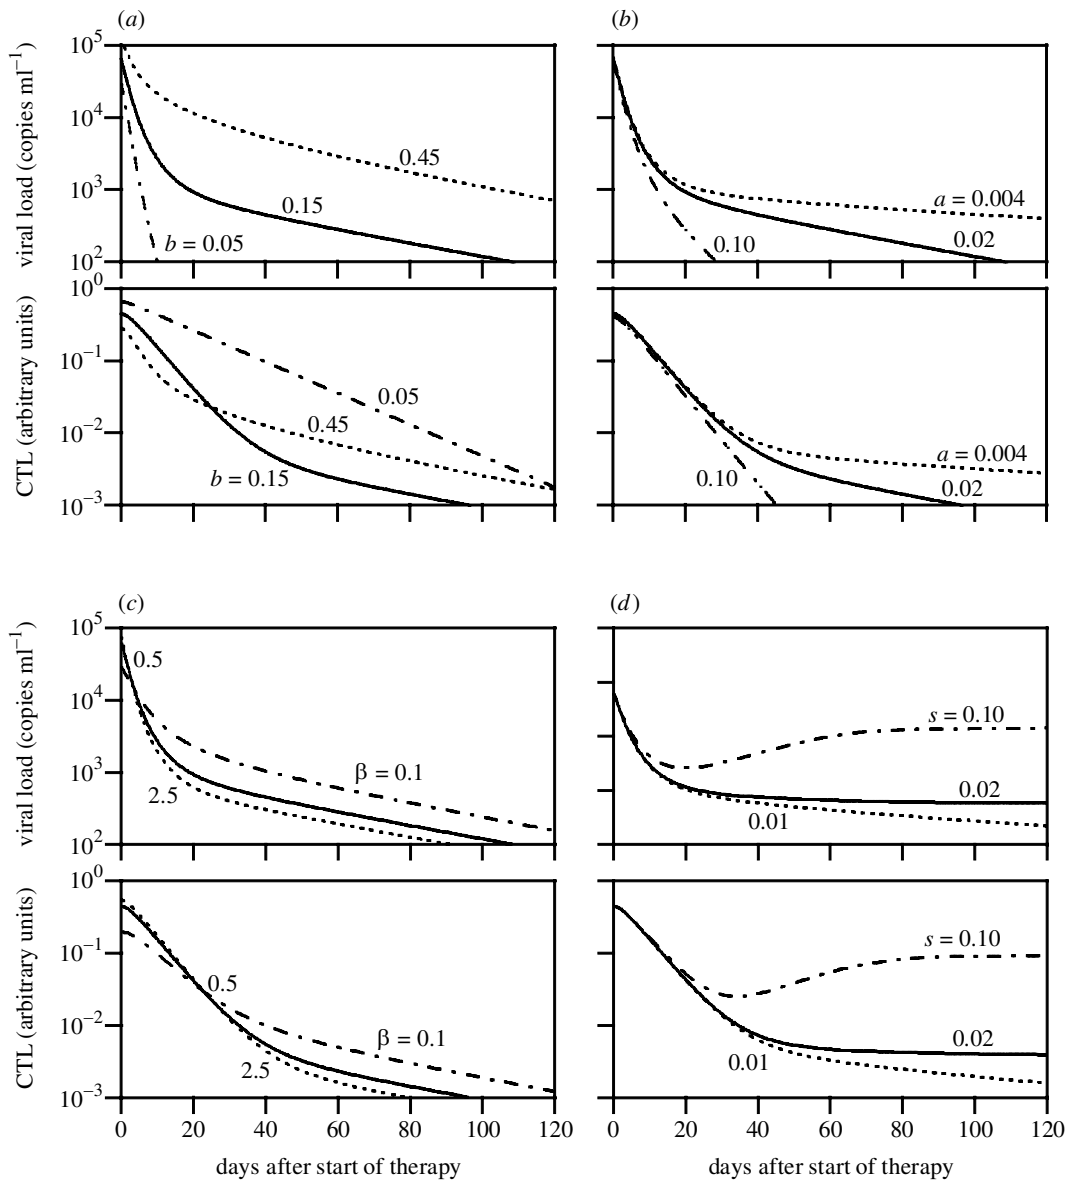 (a)
(b)
viral load (copies ml⁻¹)
10⁵
10⁴
10³
10²
0.45
0.15
b = 0.05
a = 0.004
0.02
0.10
CTL (arbitrary units)
10⁰
10⁻¹
10⁻²
10⁻³
0.05
0.45
b = 0.15
a = 0.004
0.10
0.02
(c)
(d)
viral load (copies ml⁻¹)
10⁵
10⁴
10³
10²
0.5
β = 0.1
2.5
s = 0.10
0.02
0.01
CTL (arbitrary units)
10⁰
10⁻¹
10⁻²
10⁻³
0.5
β = 0.1
2.5
s = 0.10
0.02
0.01
0 20 40 60 80 100 120
0 20 40 60 80 100 120
days after start of therapy
days after start of therapy